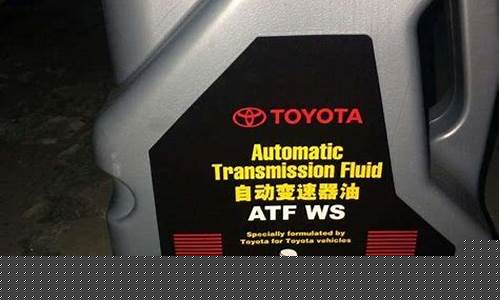 TOYOTA
Automatic
Transmission Fluid
自动变速器油
ATF WS
Specially formulated by
Toyota for Toyota vehicles